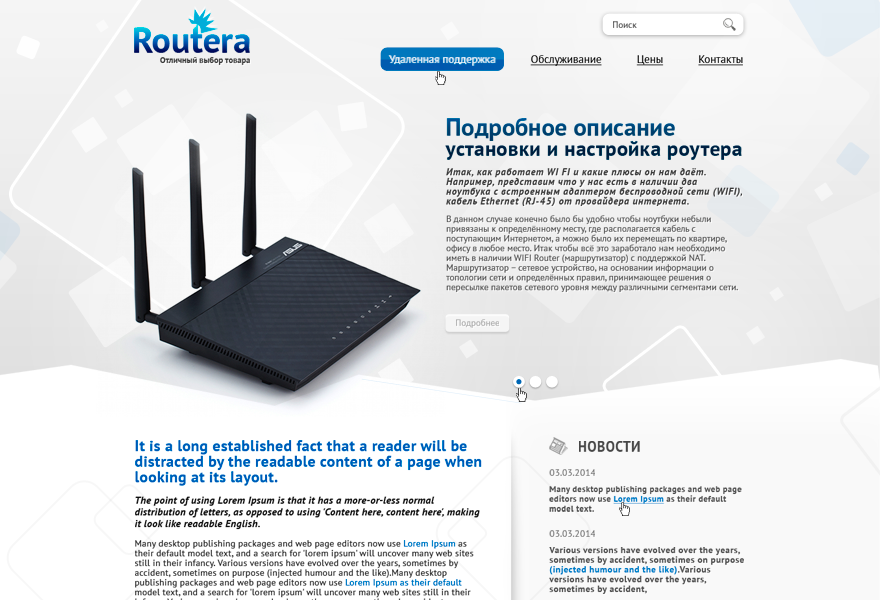 Routera
Отличный выбор товара
Поиск
Удаленная поддержка
Обслуживание
Цены
Контакты
Подробное описание
установки и настройка роутера
Итак, как работает WI FI и какие плюсы он нам даёт.
Например, представим что у нас есть в наличии два
ноутбука с встроенным адаптером беспроводной сети (WIFI),
кабель Ethernet (RJ-45) от провайдера интернета.
В данном случае конечно было бы удобно чтобы ноутбуки небыли
привязаны к определённому месту, где располагается кабель с
поступающим Интернетом, а можно было их перемещать по квартире,
офису в любое место. Итак чтобы всё это заработало нам необходимо
иметь в наличии WIFI Router (маршрутизатор) с поддержкой NAT.
Маршрутизатор – сетевое устройство, на основании информации о
топологии сети и определённых правил, принимающее решения о
пересылке пакетов сетевого уровня между различными сегментами сети.
Подробнее
ASUS
It is a long established fact that a reader will be
distracted by the readable content of a page when
looking at its layout.
The point of using Lorem Ipsum is that it has a more-or-less normal
distribution of letters, as opposed to using 'Content here, content here', making
it look like readable English.
Many desktop publishing packages and web page editors now use Lorem Ipsum as
their default model text, and a search for 'lorem ipsum' will uncover many web sites
still in their infancy. Various versions have evolved over the years, sometimes by
accident, sometimes on purpose (injected humour and the like).Many desktop
publishing packages and web page editors now use Lorem Ipsum as their default
model text, and a search for 'lorem ipsum' will uncover many web sites still in their
НОВОСТИ
03.03.2014
Many desktop publishing packages and web page
editors now use Lorem Ipsum as their default
model text.
03.03.2014
Various versions have evolved over the years,
sometimes by accident, sometimes on purpose
(injected humour and the like).Various
versions have evolved over the years,
sometimes by accident,